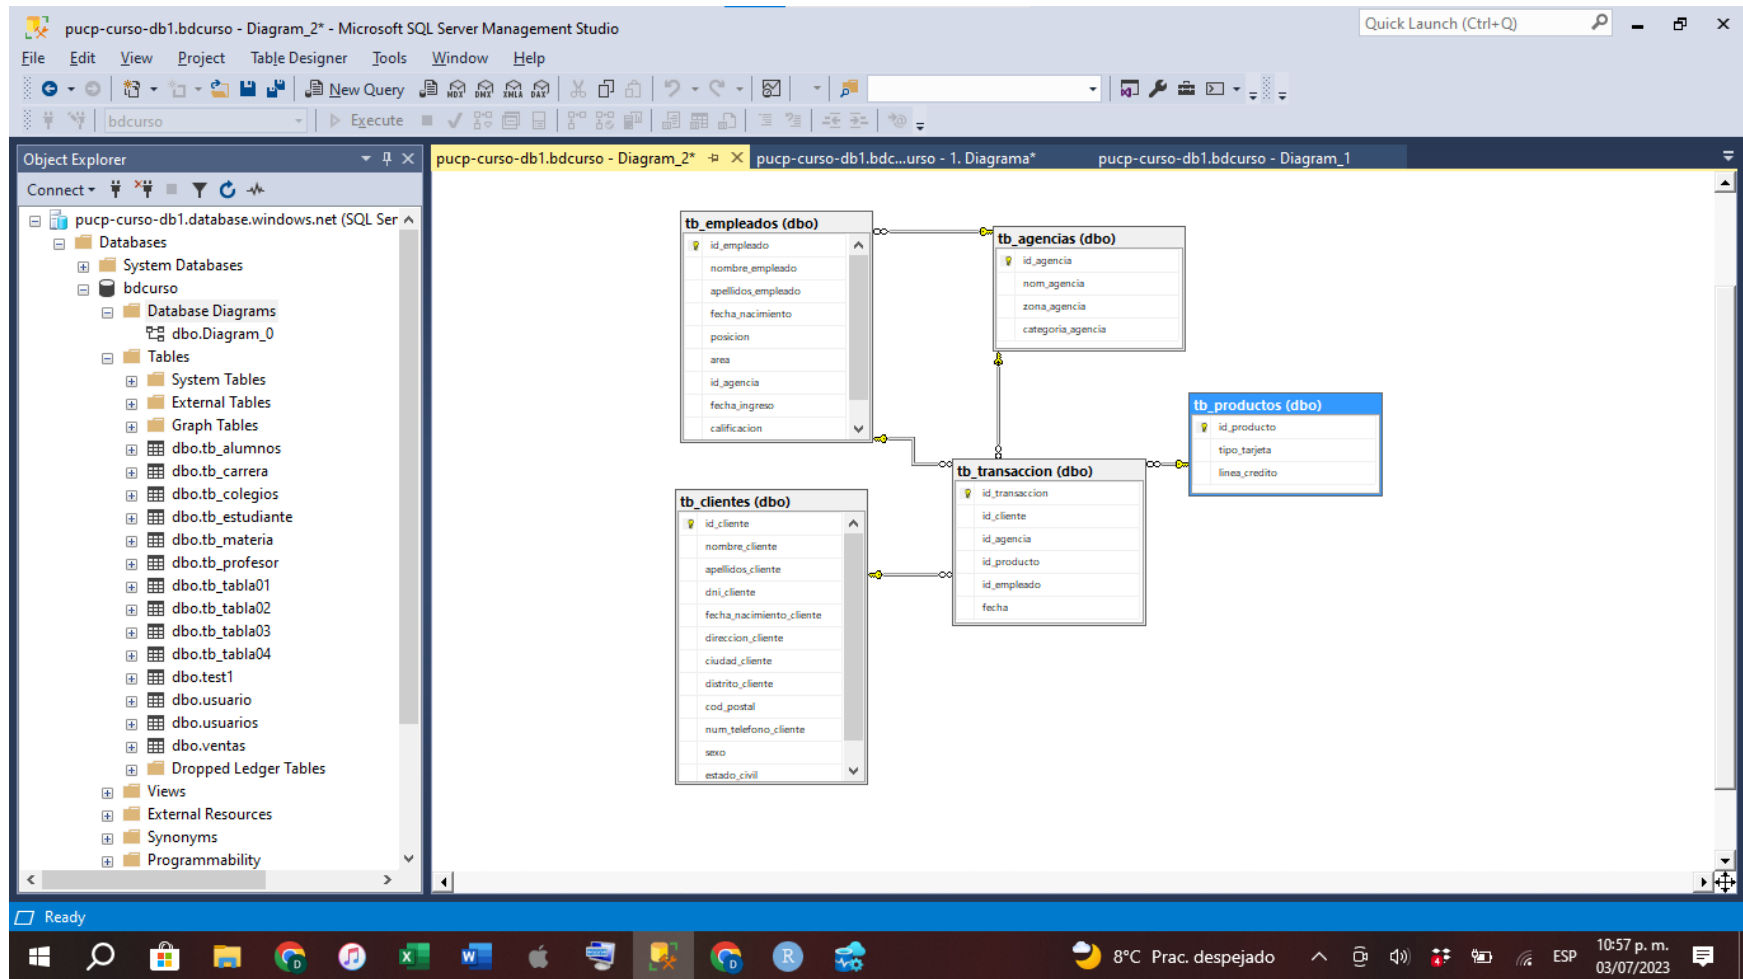 pucp-curso-db1.bdcurso - Diagram_2* - Microsoft SQL Server Management Studio
Quick Launch (Ctrl+Q)
File Edit View Project Table Designer Tools Window Help
New Query MDX DMX XMLA DAX
bdcurso Execute
Object Explorer
pucp-curso-db1.bdcurso - Diagram_2* pucp-curso-db1.bdc...urso - 1. Diagrama* pucp-curso-db1.bdcurso - Diagram_1
Connect
pucp-curso-db1.database.windows.net (SQL Ser
Databases
System Databases
bdcurso
Database Diagrams
dbo.Diagram_0
Tables
System Tables
External Tables
Graph Tables
dbo.tb_alumnos
dbo.tb_carrera
dbo.tb_colegios
dbo.tb_estudiante
dbo.tb_materia
dbo.tb_profesor
dbo.tb_tabla01
dbo.tb_tabla02
dbo.tb_tabla03
dbo.tb_tabla04
dbo.test1
dbo.usuario
dbo.usuarios
dbo.ventas
Dropped Ledger Tables
Views
External Resources
Synonyms
Programmability
tb_empleados (dbo)
id_empleado
nombre_empleado
apellidos_empleado
fecha_nacimiento
posicion
area
id_agencia
fecha_ingreso
calificacion
tb_agencias (dbo)
id_agencia
nom_agencia
zona_agencia
categoria_agencia
tb_productos (dbo)
id_producto
tipo_tarjeta
linea_credito
tb_transaccion (dbo)
id_transaccion
id_cliente
id_agencia
id_producto
id_empleado
fecha
tb_clientes (dbo)
id_cliente
nombre_cliente
apellidos_cliente
dni_cliente
fecha_nacimiento_cliente
direccion_cliente
ciudad_cliente
distrito_cliente
cod_postal
num_telefono_cliente
sexo
estado_civil
Ready
8°C Prac. despejado
4
ESP
10:57 p. m.
03/07/2023